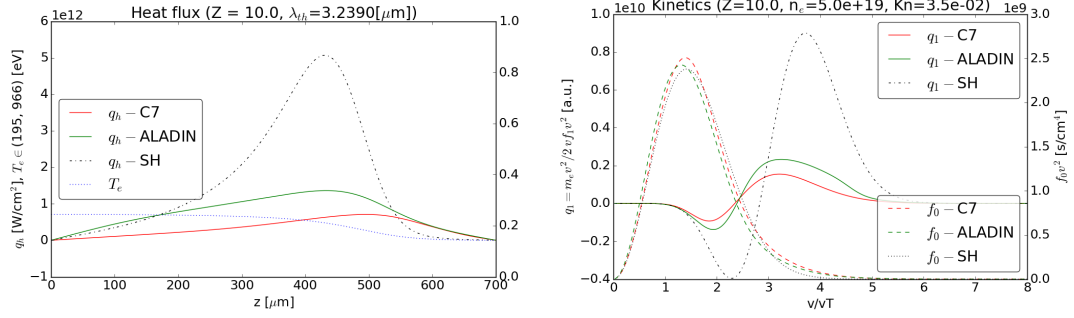 Heat flux (Z = 10.0, λth=3.2390[μm])
6 1e12
5
4
3
2
1
0
−1
1.0
0.8
0.6
0.4
0.2
0.0
qh [W/cm²], Te ∈ (195, 966) [eV]
qh − C7
qh − ALADIN
qh − SH
Te
0 100 200 300 400 500 600 700
z [μm]
Kinetics (Z=10.0, ne=5.0e+19, Kn=3.5e-02)
1.0 1e10
0.8
0.6
0.4
0.2
0.0
−0.2
−0.4
1e9
3.0
2.5
2.0
1.5
1.0
0.5
0.0
q1 = mev²/2 vf1v² [a.u.]
f0v² [s/cm⁴]
q1 − C7
q1 − ALADIN
q1 − SH
f0 − C7
f0 − ALADIN
f0 − SH
0 1 2 3 4 5 6 7 8
v/vT